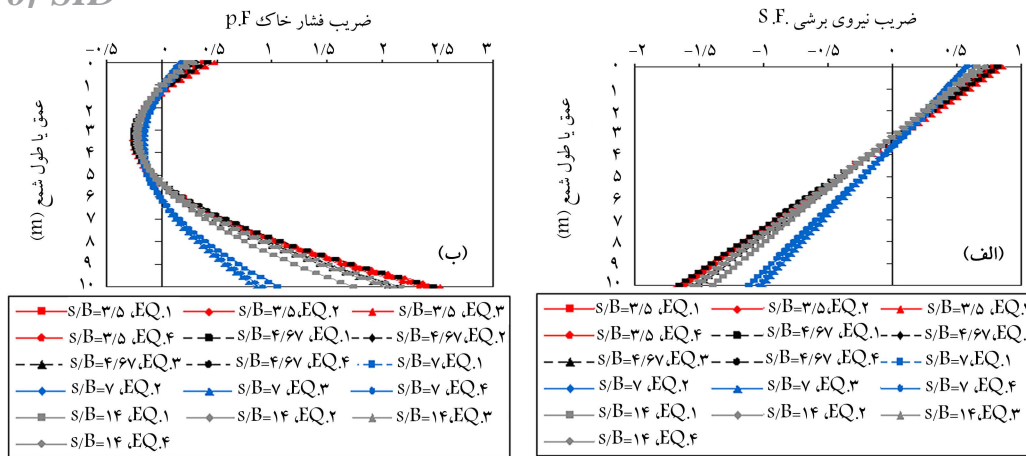 of SID
ضریب فشار خاک p.F
-۰/۵ ۰ ۰/۵ ۱ ۱/۵ ۲ ۲/۵ ۳
عمق یا طول شمع (m)
۰
۱
۲
۳
۴
۵
۶
۷
۸
۹
۱۰
(ب)
s/B=۳/۵ ،EQ.۱ s/B=۳/۵،EQ.۲ s/B=۳/۵ ،EQ.۳
s/B=۳/۵ ،EQ.۴ s/B=۴/۶۷ ،EQ.۱ s/B=۴/۶۷،EQ.۲
s/B=۴/۶۷،EQ.۳ s/B=۴/۶۷ ،EQ.۴ s/B=۷ ،EQ.۱
s/B=۷ ،EQ.۲ s/B=۷ ،EQ.۳ s/B=۷ ،EQ.۴
s/B=۱۴ ،EQ.۱ s/B=۱۴ ،EQ.۲ s/B=۱۴،EQ.۳
s/B=۱۴ ،EQ.۴
ضریب نیروی برشی S.F.
-۲ -۱/۵ -۱ -۰/۵ ۰ ۰/۵ ۱
عمق یا طول شمع (m)
۰
۱
۲
۳
۴
۵
۶
۷
۸
۹
۱۰
(الف)
s/B=۳/۵ ،EQ.۱ s/B=۳/۵،EQ.۲
s/B=۳/۵ ،EQ.۴ s/B=۴/۶۷ ،EQ.۱ s/B=۴/۶۷،EQ.۲
s/B=۴/۶۷،EQ.۳ s/B=۴/۶۷ ،EQ.۴ s/B=۷ ،EQ.۱
s/B=۷ ،EQ.۲ s/B=۷ ،EQ.۳ s/B=۷ ،EQ.۴
s/B=۱۴ ،EQ.۱ s/B=۱۴ ،EQ.۲ s/B=۱۴،EQ.۳
s/B=۱۴ ،EQ.۴